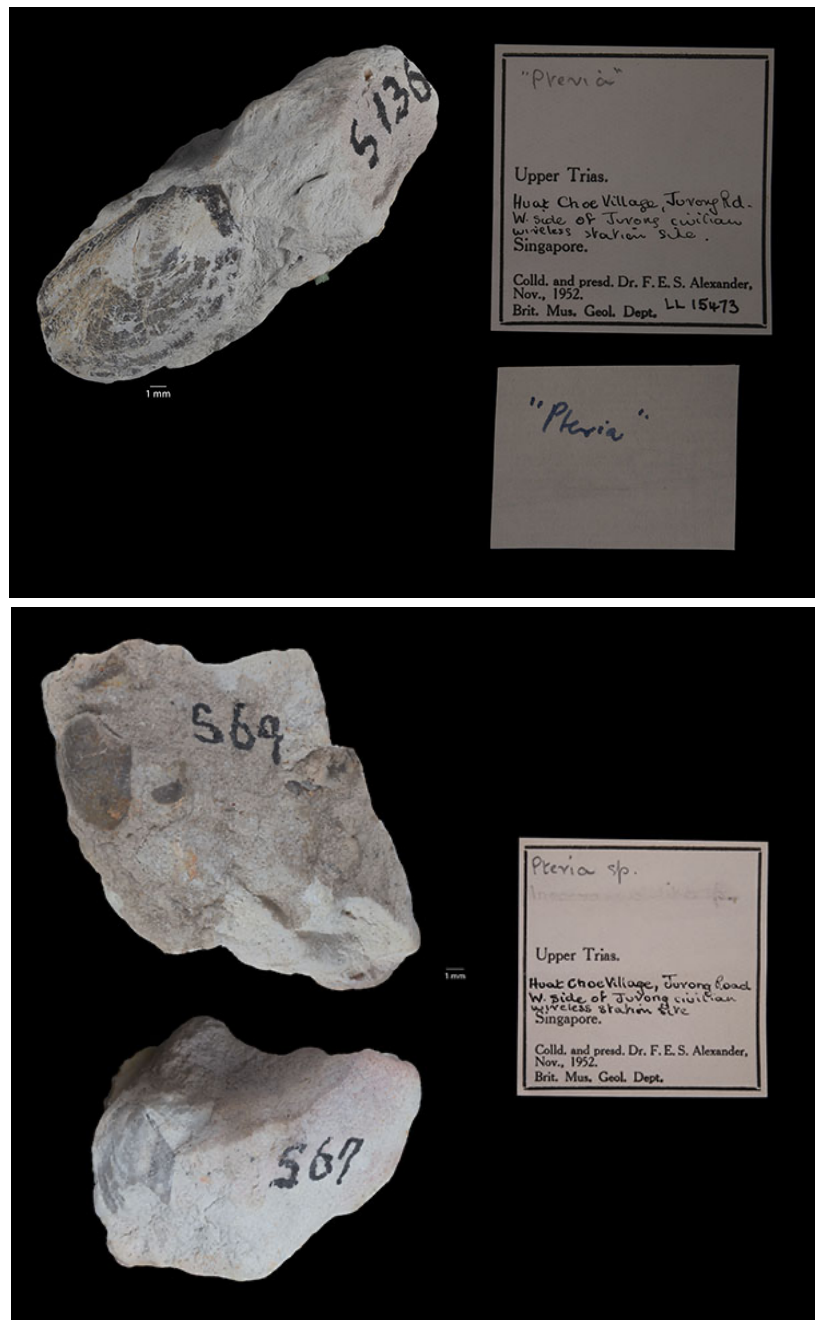 S136
"Pteria"
Upper Trias.
Huat Choe Village, Jurong Rd.
W. side of Jurong civilian
wireless station site.
Singapore.
Colld. and presd. Dr. F. E. S. Alexander,
Nov., 1952.
Brit. Mus. Geol. Dept. LL 15473
1 mm
"Pteria"
S69
Pteria sp.
Upper Trias.
Huat Choe Village, Jurong Road
W. side of Jurong civilian
wireless station site
Singapore.
Colld. and presd. Dr. F. E. S. Alexander,
Nov., 1952.
Brit. Mus. Geol. Dept.
1 mm
S67